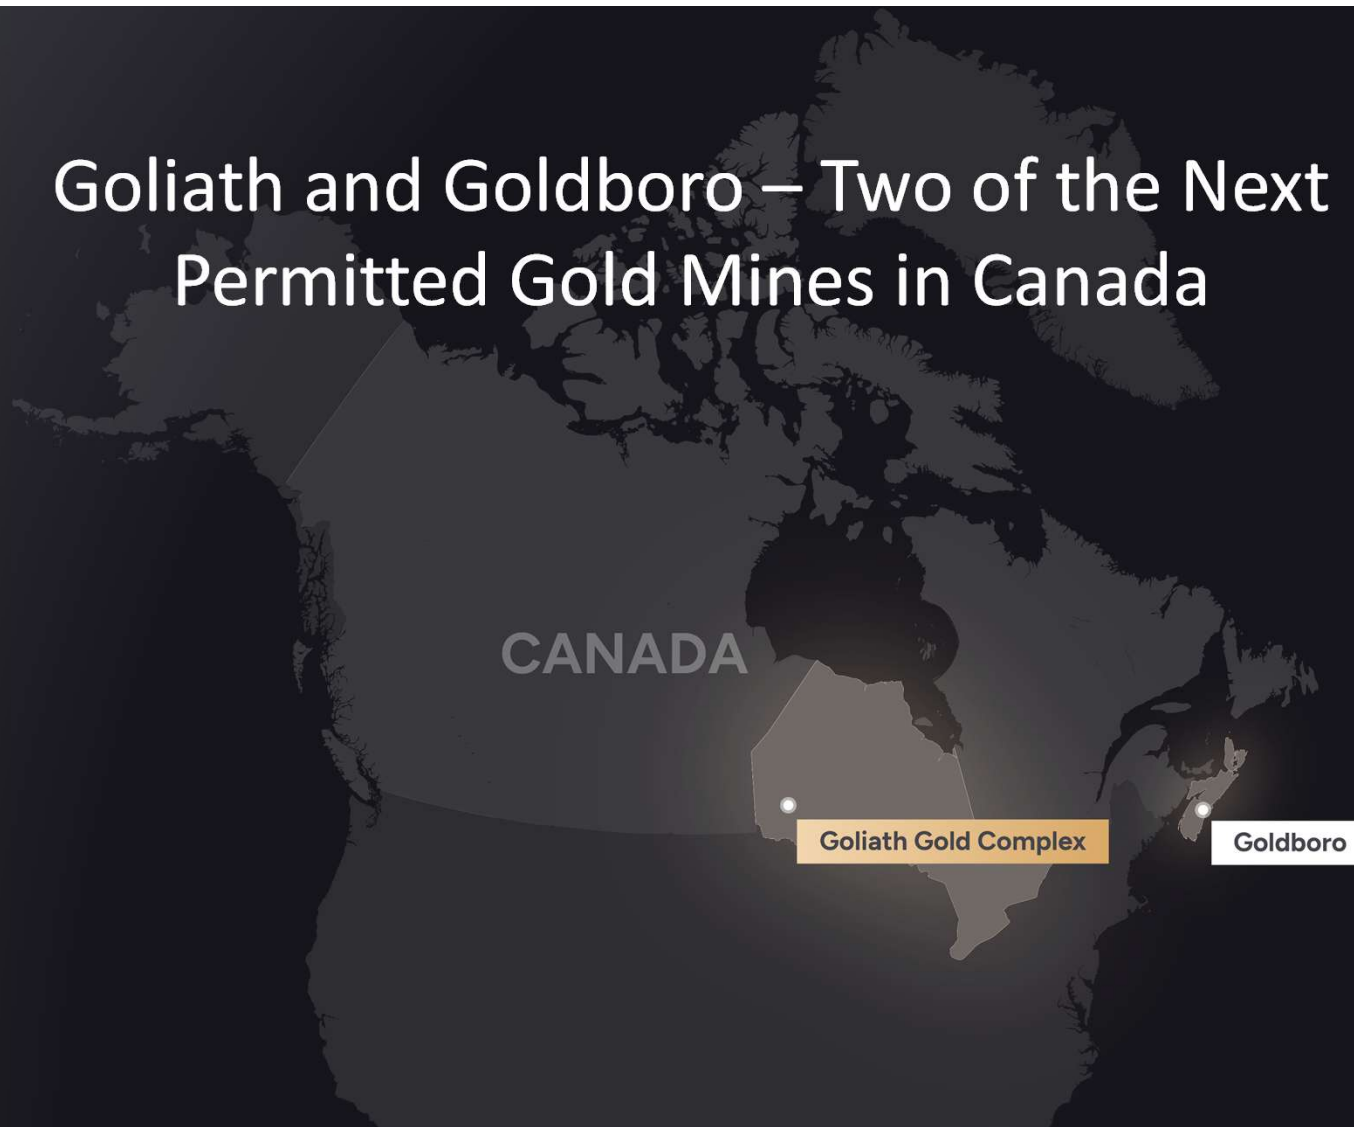 Goliath and Goldboro – Two of the Next
Permitted Gold Mines in Canada
CANADA
Goliath Gold Complex
Goldboro